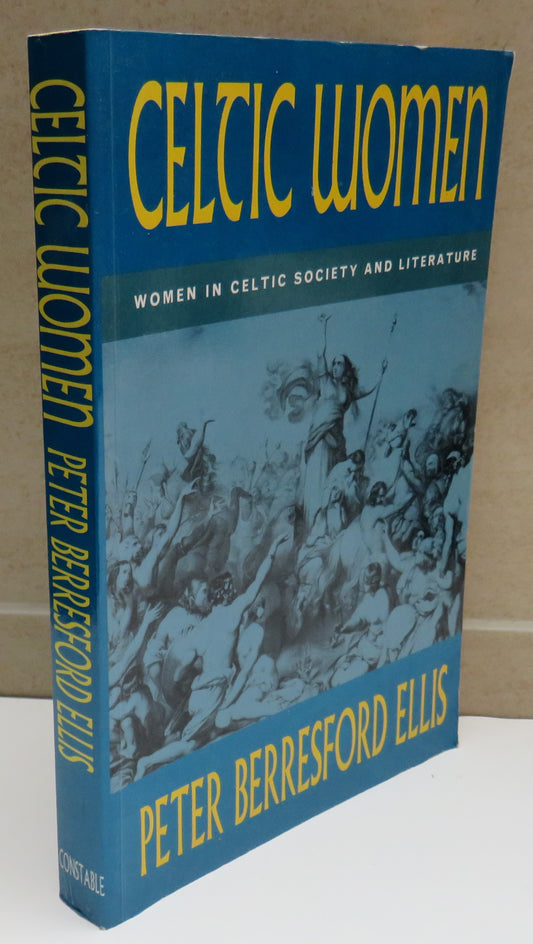 CELTIC WOMEN
WOMEN IN CELTIC SOCIETY AND LITERATURE
PETER BERRESFORD ELLIS
CELTIC WOMEN PETER BERRESFORD ELLIS
CONSTABLE